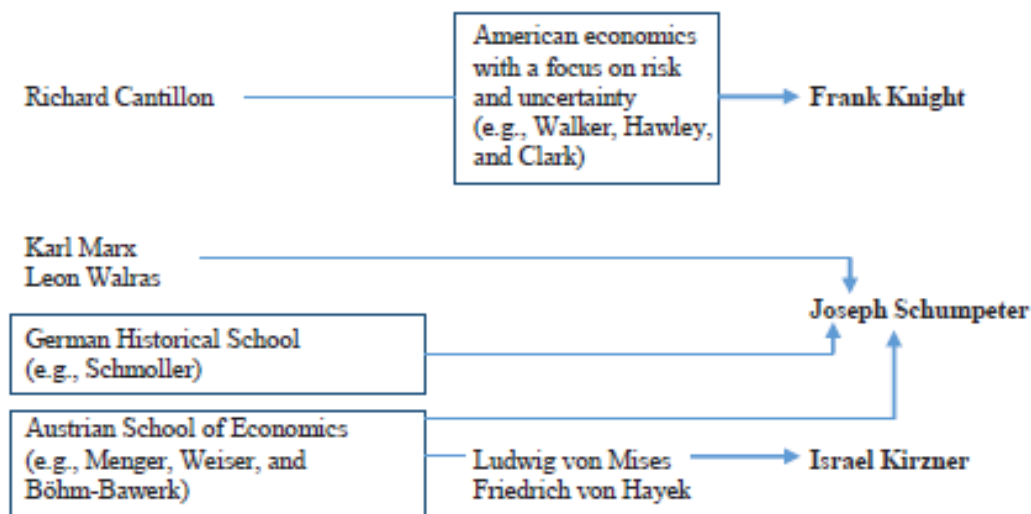 American economics
with a focus on risk
and uncertainty
(e.g., Walker, Hawley,
and Clark)
Richard Cantillon
Frank Knight
Karl Marx
Leon Walras
Joseph Schumpeter
German Historical School
(e.g., Schmoller)
Austrian School of Economics
(e.g., Menger, Weiser, and
Böhm-Bawerk)
Ludwig von Mises
Friedrich von Hayek
Israel Kirzner